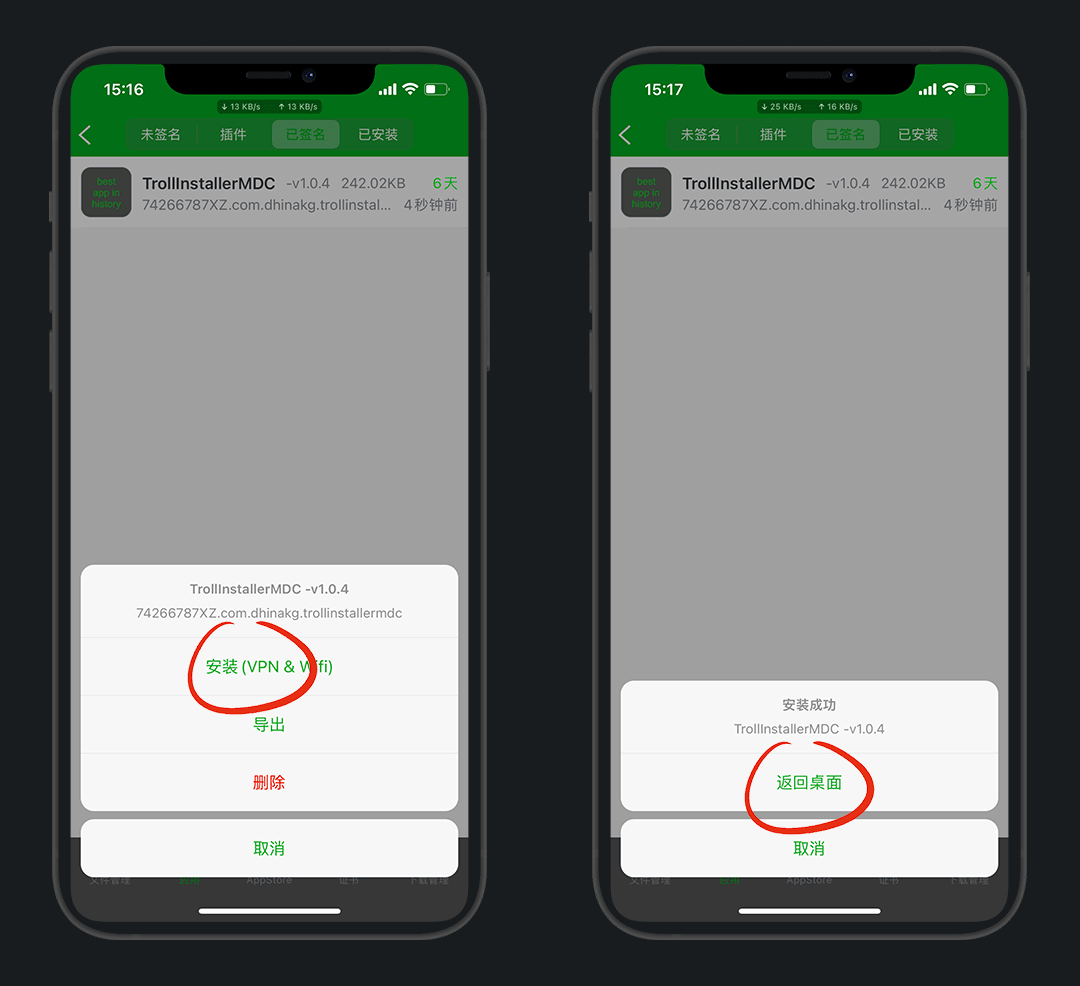 15:16
↓ 13 KB/s ↑ 13 KB/s
未签名 插件 已签名 已安装
best
app in
history
TrollInstallerMDC -v1.0.4 242.02KB 6天
74266787XZ.com.dhinakg.trollinstal... 4秒钟前
TrollInstallerMDC -v1.0.4
74266787XZ.com.dhinakg.trollinstallermdc
安装 (VPN & Wifi)
导出
删除
取消
文件管理 应用 AppStore 证书 下载管理
15:17
↓ 25 KB/s ↑ 16 KB/s
未签名 插件 已签名 已安装
best
app in
history
TrollInstallerMDC -v1.0.4 242.02KB 6天
74266787XZ.com.dhinakg.trollinstal... 4秒钟前
安装成功
TrollInstallerMDC -v1.0.4
返回桌面
取消
文件管理 应用 AppStore 证书 下载管理